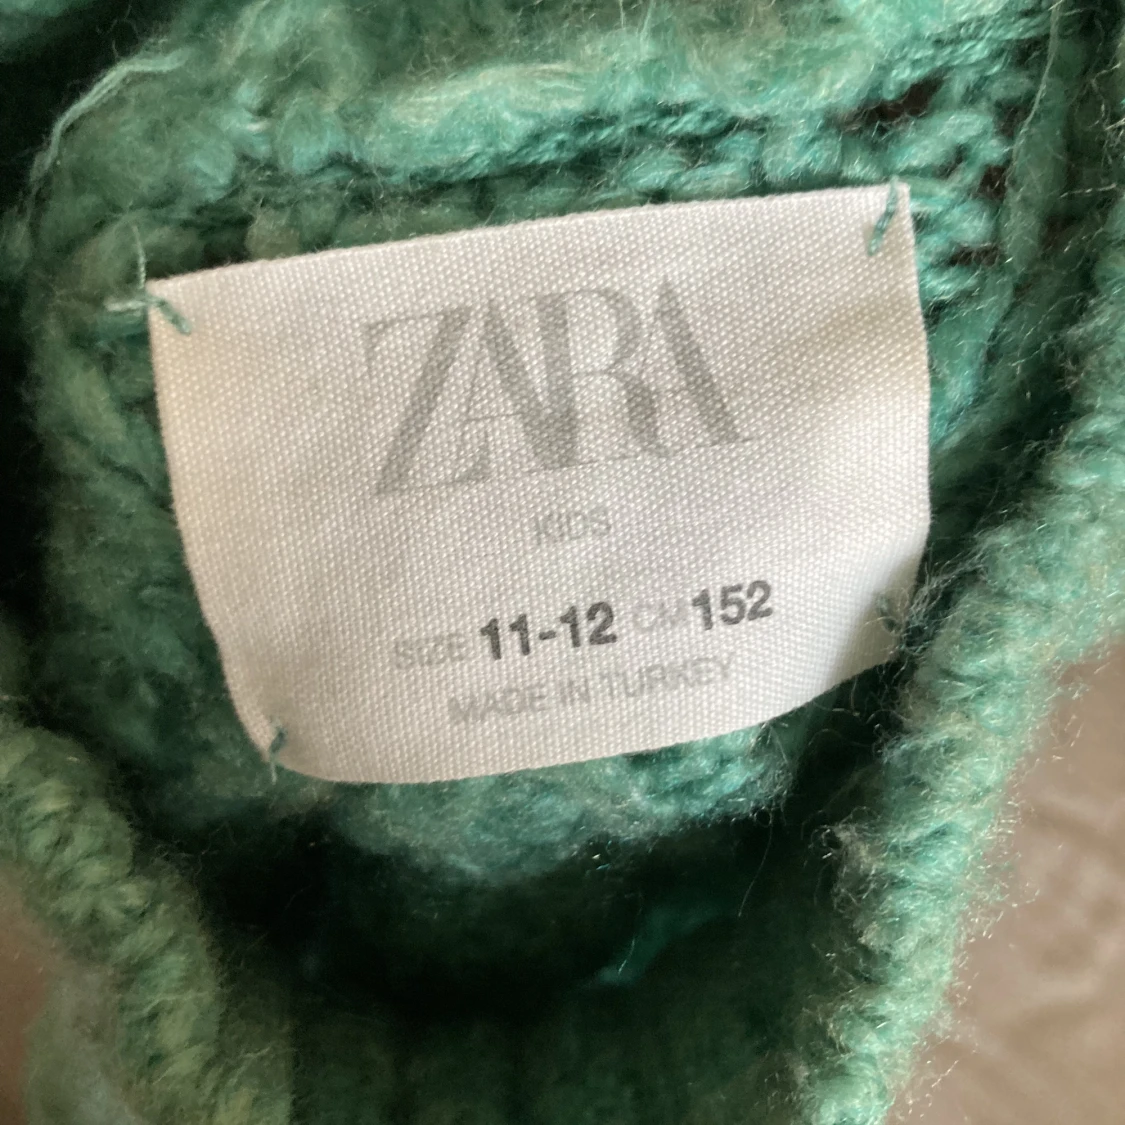 ZARA
KIDS
SIZE 11-12 CM 152
MADE IN TURKEY